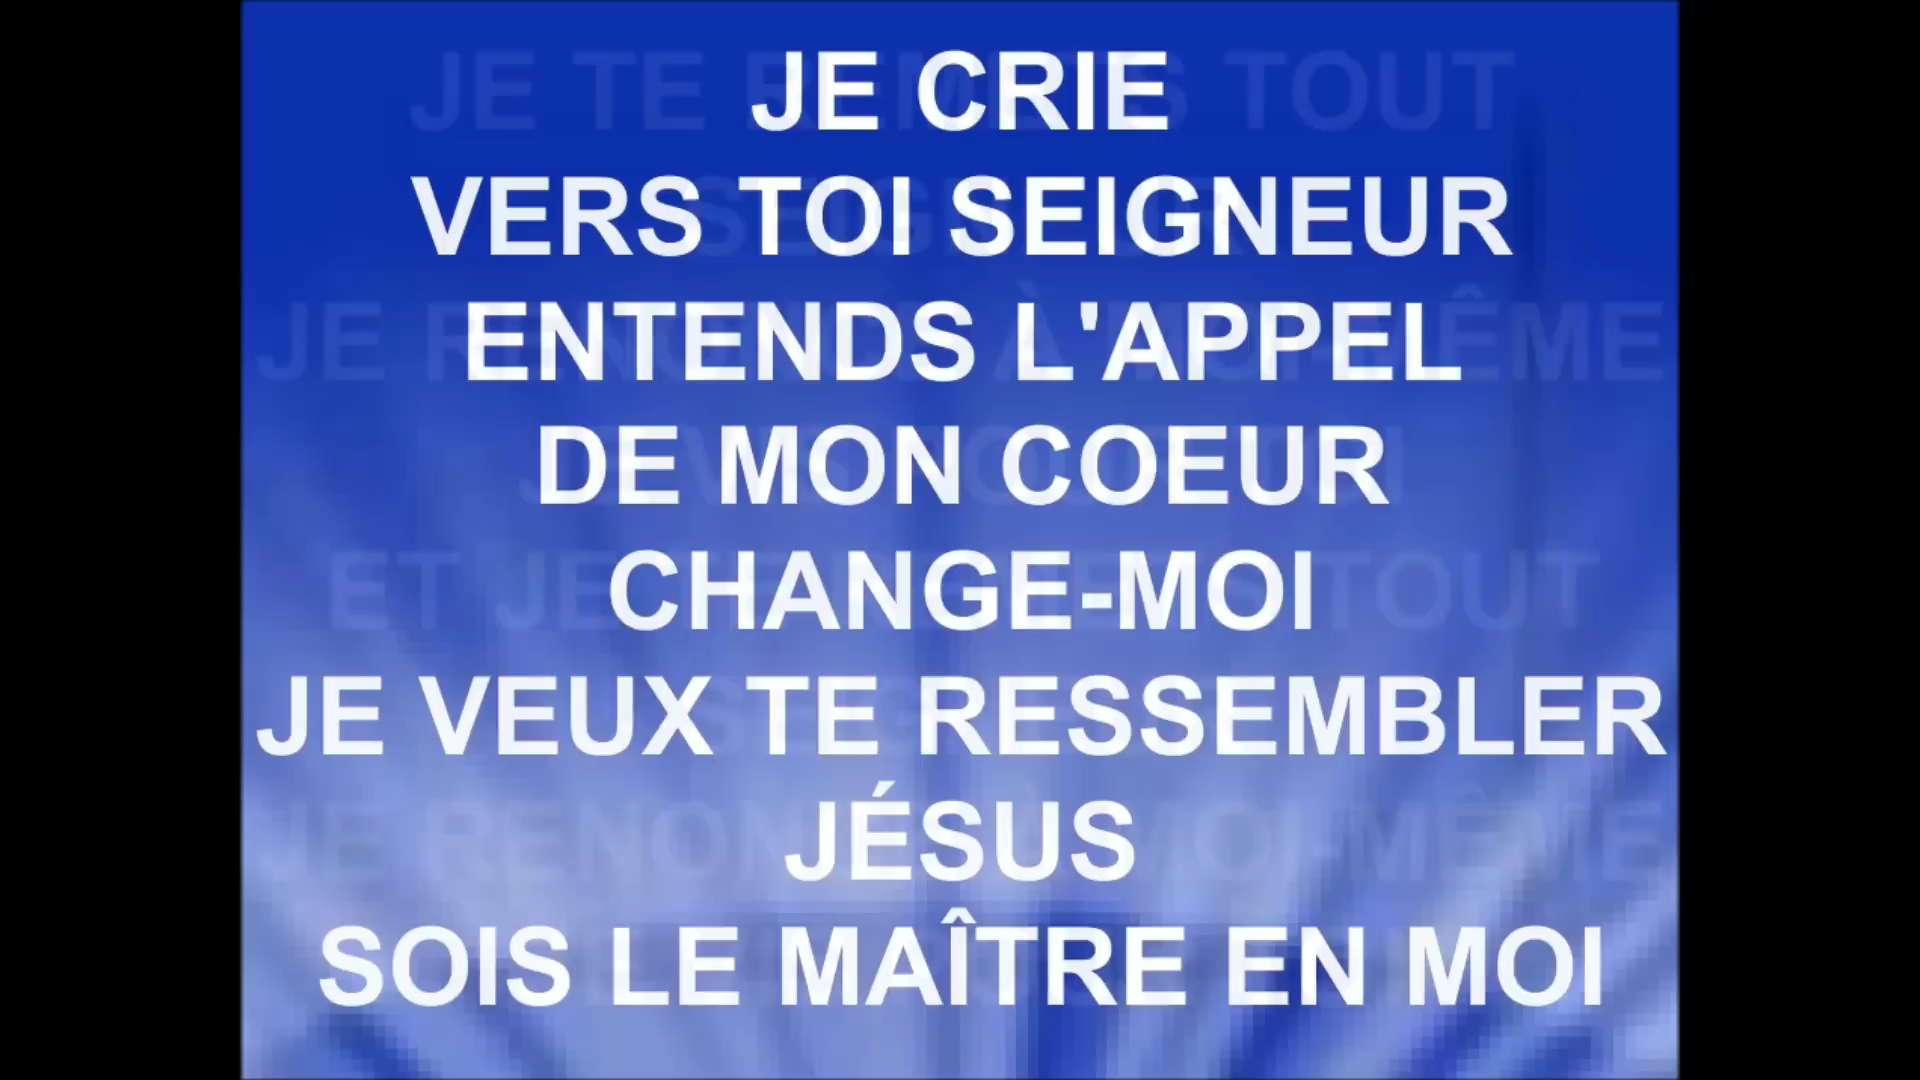 JE CRIE
VERS TOI SEIGNEUR
ENTENDS L'APPEL
DE MON COEUR
CHANGE-MOI
JE VEUX TE RESSEMBLER
JÉSUS
SOIS LE MAÎTRE EN MOI